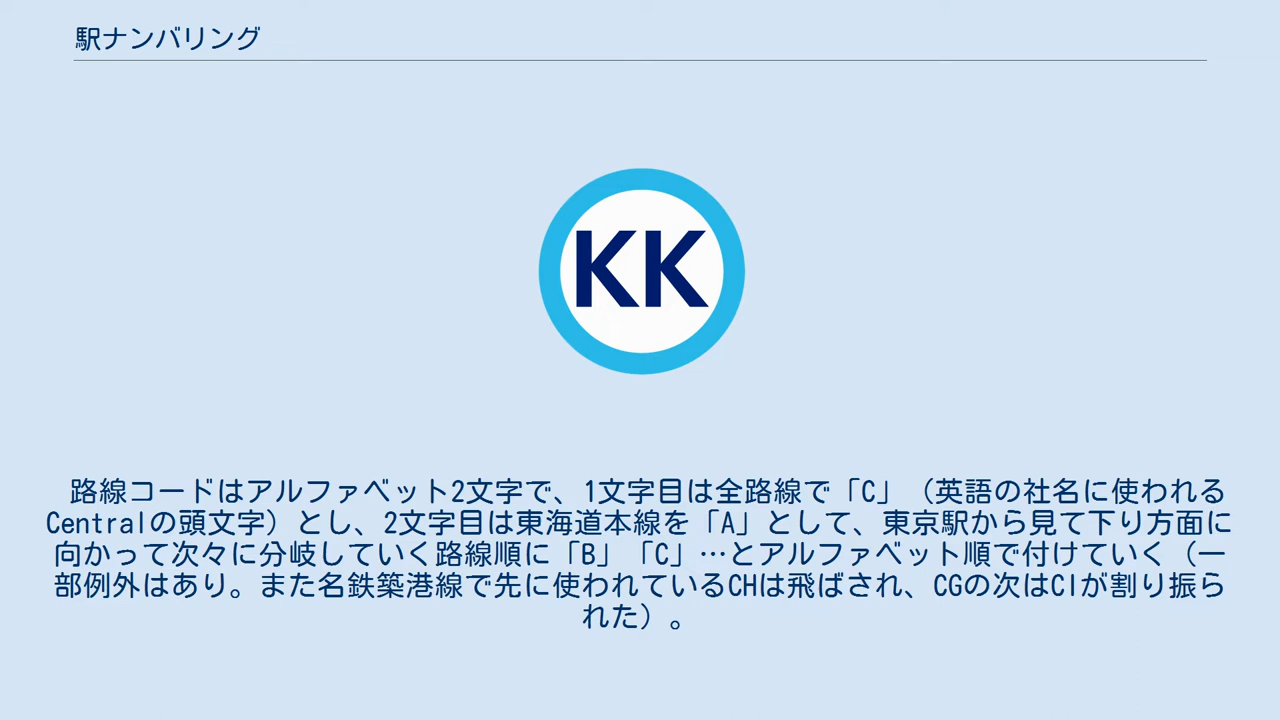 駅ナンバリング
KK
路線コードはアルファベット2文字で、1文字目は全路線で「C」（英語の社名に使われる
Centralの頭文字）とし、2文字目は東海道本線を「A」として、東京駅から見て下り方面に
向かって次々に分岐していく路線順に「B」「C」…とアルファベット順で付けていく（一
部例外はあり。また名鉄築港線で先に使われているCHは飛ばされ、CGの次はCIが割り振ら
れた）。